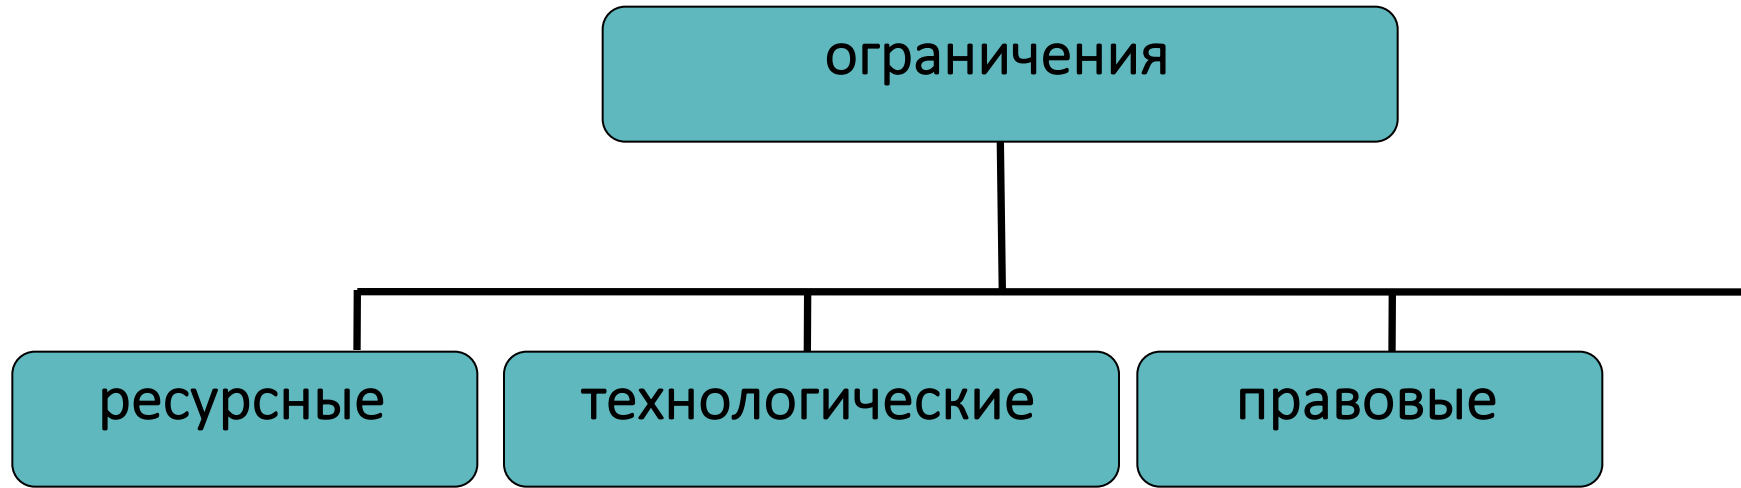 ограничения
ресурсные
технологические
правовые